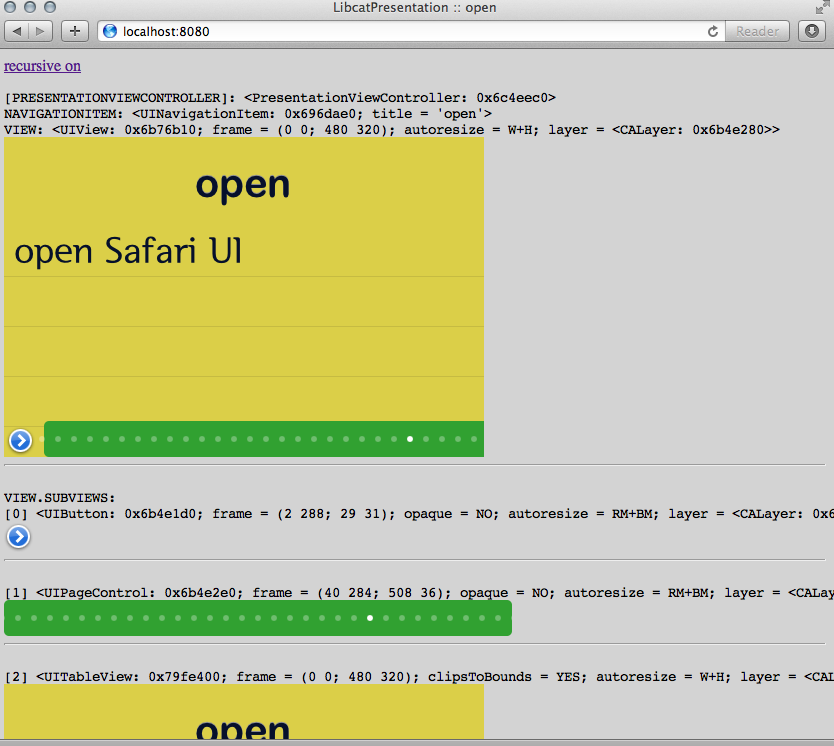 LibcatPresentation :: open
localhost:8080
Reader
recursive on
[PRESENTATIONVIEWCONTROLLER]: <PresentationViewController: 0x6c4eec0>
NAVIGATIONITEM: <UINavigationItem: 0x696dae0; title = 'open'>
VIEW: <UIView: 0x6b76b10; frame = (0 0; 480 320); autoresize = W+H; layer = <CALayer: 0x6b4e280>>
open
open Safari UI
VIEW.SUBVIEWS:
[0] <UIButton: 0x6b4e1d0; frame = (2 288; 29 31); opaque = NO; autoresize = RM+BM; layer = <CALayer: 0x6
[1] <UIPageControl: 0x6b4e2e0; frame = (40 284; 508 36); opaque = NO; autoresize = RM+BM; layer = <CALay
[2] <UITableView: 0x79fe400; frame = (0 0; 480 320); clipsToBounds = YES; autoresize = W+H; layer = <CAL
open